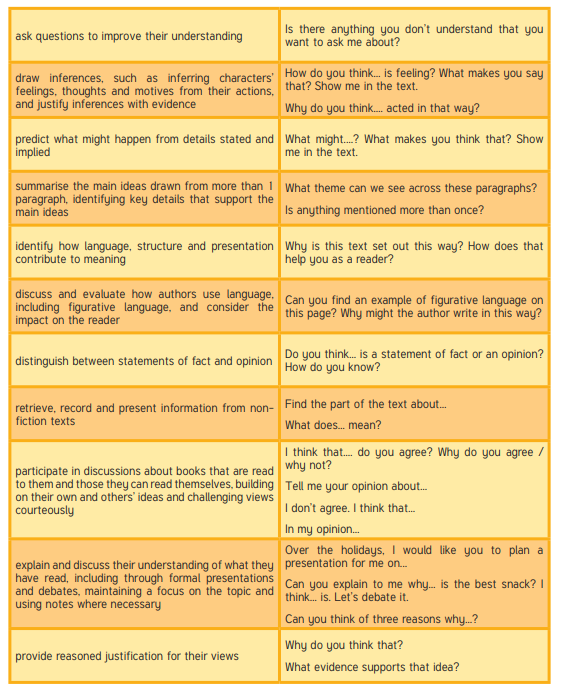 ask questions to improve their understanding
Is there anything you don't understand that you
want to ask me about?
draw inferences, such as inferring characters'
feelings, thoughts and motives from their actions,
and justify inferences with evidence
How do you think... is feeling? What makes you say
that? Show me in the text.
Why do you think.... acted in that way?
predict what might happen from details stated and
implied
What might....? What makes you think that? Show
me in the text.
summarise the main ideas drawn from more than 1
paragraph, identifying key details that support the
main ideas
What theme can we see across these paragraphs?
Is anything mentioned more than once?
identify how language, structure and presentation
contribute to meaning
Why is this text set out this way? How does that
help you as a reader?
discuss and evaluate how authors use language,
including figurative language, and consider the
impact on the reader
Can you find an example of figurative language on
this page? Why might the author write in this way?
distinguish between statements of fact and opinion
Do you think... is a statement of fact or an opinion?
How do you know?
retrieve, record and present information from non-
fiction texts
Find the part of the text about...
What does... mean?
participate in discussions about books that are read
to them and those they can read themselves, building
on their own and others' ideas and challenging views
courteously
I think that.... do you agree? Why do you agree /
why not?
Tell me your opinion about...
I don't agree. I think that...
In my opinion...
explain and discuss their understanding of what they
have read, including through formal presentations
and debates, maintaining a focus on the topic and
using notes where necessary
Over the holidays, I would like you to plan a
presentation for me on...
Can you explain to me why... is the best snack? I
think... is. Let's debate it.
Can you think of three reasons why...?
provide reasoned justification for their views
Why do you think that?
What evidence supports that idea?